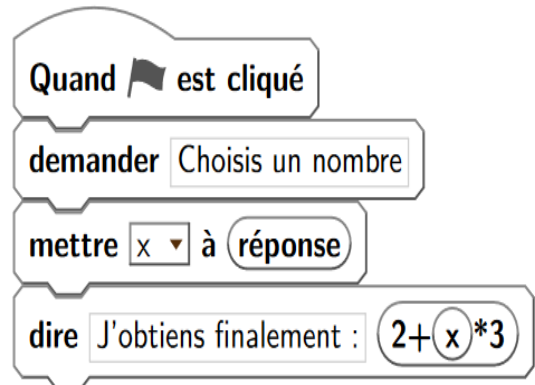 Quand est cliqué
demander Choisis un nombre
mettre x à réponse
dire J'obtiens finalement : 2+x*3